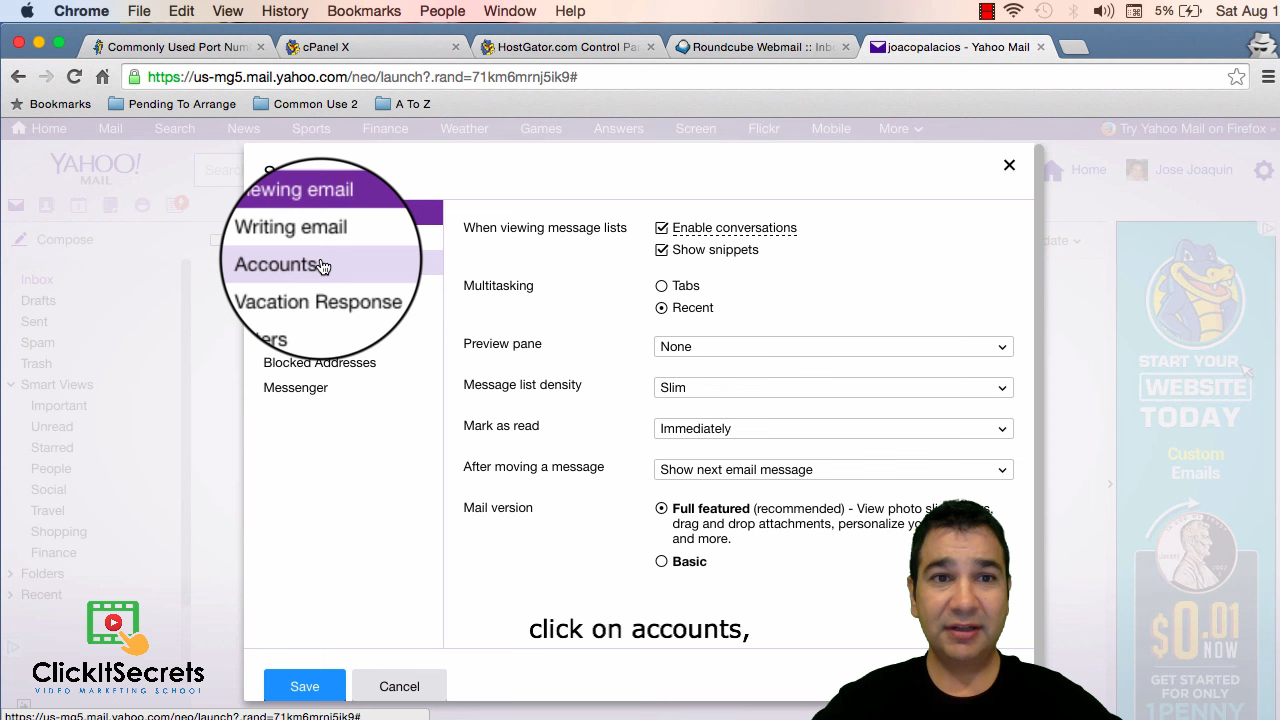 Chrome File Edit View History Bookmarks People Window Help 5% Sat Aug 1
Commonly Used Port Num
cPanel X
HostGator.com Control Pa
Roundcube Webmail :: Inb
joacopalacios - Yahoo Mail
https://us-mg5.mail.yahoo.com/neo/launch?.rand=71km6mrnj5ik9#
Bookmarks Pending To Arrange Common Use 2 A To Z
Home Mail Search News Sports Finance Weather Games Answers Screen Flickr Mobile More Try Yahoo Mail on Firefox »
YAHOO!
MAIL
Sear
Home Jose Joaquin
Compose
Inbox
Drafts
Sent
Spam
Trash
Smart Views
Important
Unread
Starred
People
Social
Travel
Shopping
Finance
Folders
Recent
ewing email
Writing email
Accounts
Vacation Response
ers
Blocked Addresses
Messenger
When viewing message lists
Enable conversations
Show snippets
Multitasking
Tabs
Recent
Preview pane None
Message list density Slim
Mark as read Immediately
After moving a message Show next email message
Mail version
Full featured (recommended) - View photo
drag and drop attachments, personalize
and more.
Basic
click on accounts,
Save Cancel
START YOUR
WEBSITE
TODAY
Custom
Emails
$0.01
NOW
GET STARTED
FOR ONLY
1PENNY
ClickItSecrets
VIDEO MARKETING SCHOOL
https://us-mg5.mail.yahoo.com/neo/launch?.rand=71km6mrnj5ik9#